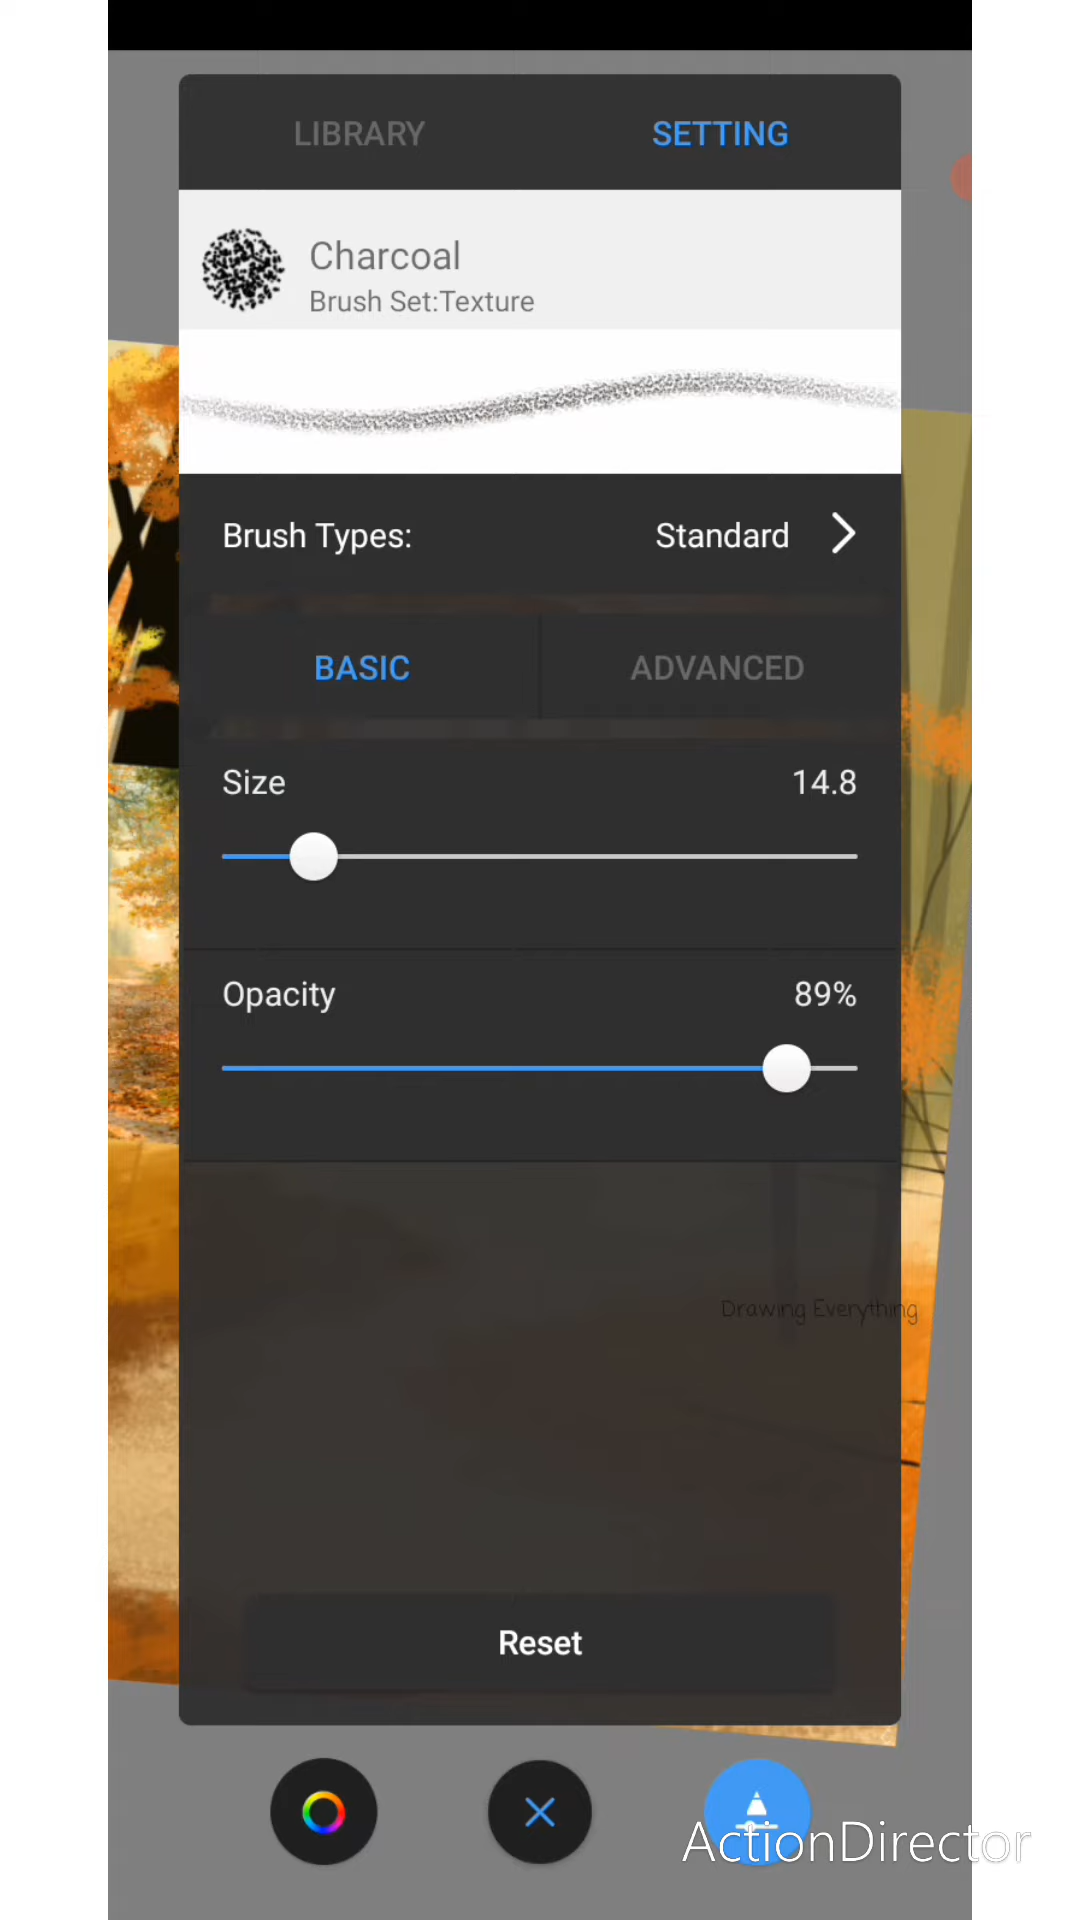 LIBRARY SETTING
Charcoal
Brush Set:Texture
Brush Types: Standard
BASIC ADVANCED
Size 14.8
Opacity 89%
Drawing Everything
Reset
ActionDirector